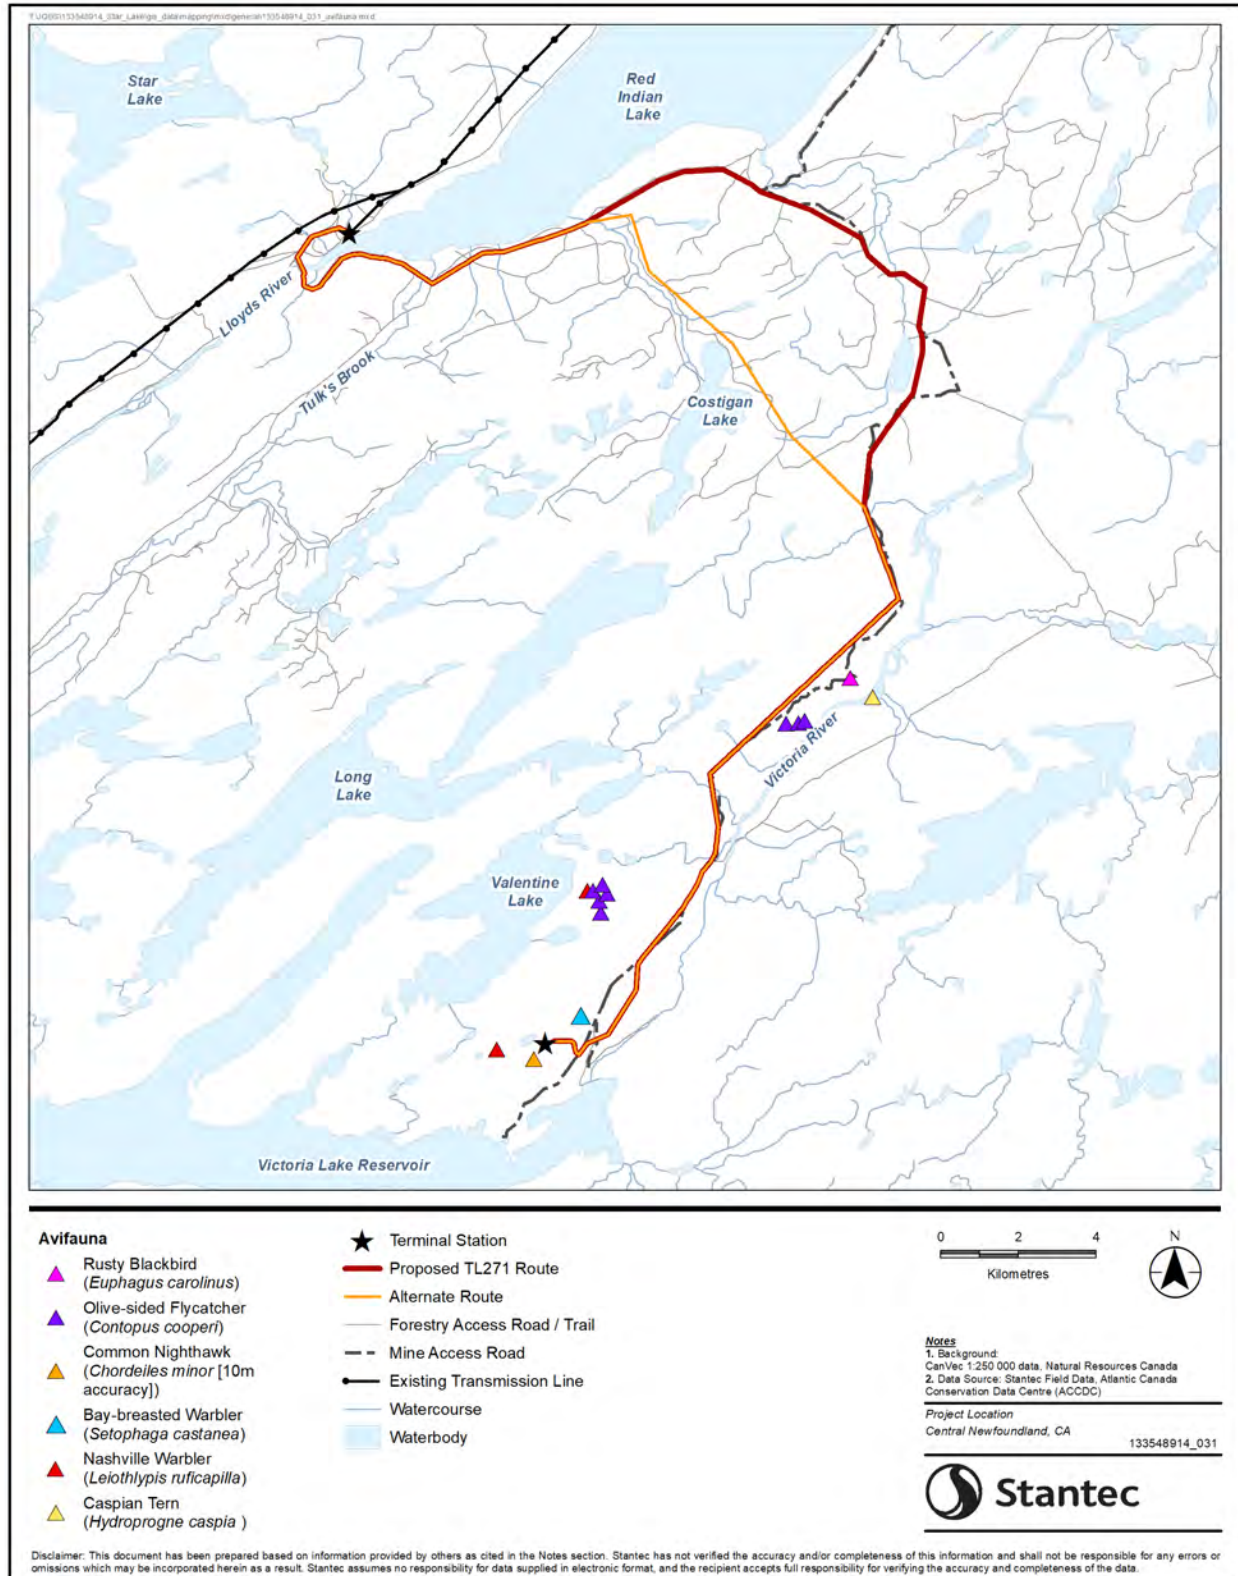 Star
Lake
Red
Indian
Lake
Lloyds River
Tulk's Brook
Costigan
Lake
Victoria River
Long
Lake
Valentine
Lake
Victoria Lake Reservoir
Avifauna
Rusty Blackbird
(Euphagus carolinus)
Olive-sided Flycatcher
(Contopus cooperi)
Common Nighthawk
(Chordeiles minor [10m
accuracy])
Bay-breasted Warbler
(Setophaga castanea)
Nashville Warbler
(Leiothlypis ruficapilla)
Caspian Tern
(Hydroprogne caspia )
Terminal Station
Proposed TL271 Route
Alternate Route
Forestry Access Road / Trail
Mine Access Road
Existing Transmission Line
Watercourse
Waterbody
0 2 4
Kilometres
N
Notes
1. Background:
CanVec 1:250 000 data, Natural Resources Canada
2. Data Source: Stantec Field Data, Atlantic Canada
Conservation Data Centre (ACCDC)
Project Location
Central Newfoundland, CA
133548914_031
Stantec
Disclaimer: This document has been prepared based on information provided by others as cited in the Notes section. Stantec has not verified the accuracy and/or completeness of this information and shall not be responsible for any errors or
omissions which may be incorporated herein as a result. Stantec assumes no responsibility for data supplied in electronic format, and the recipient accepts full responsibility for verifying the accuracy and completeness of the data.